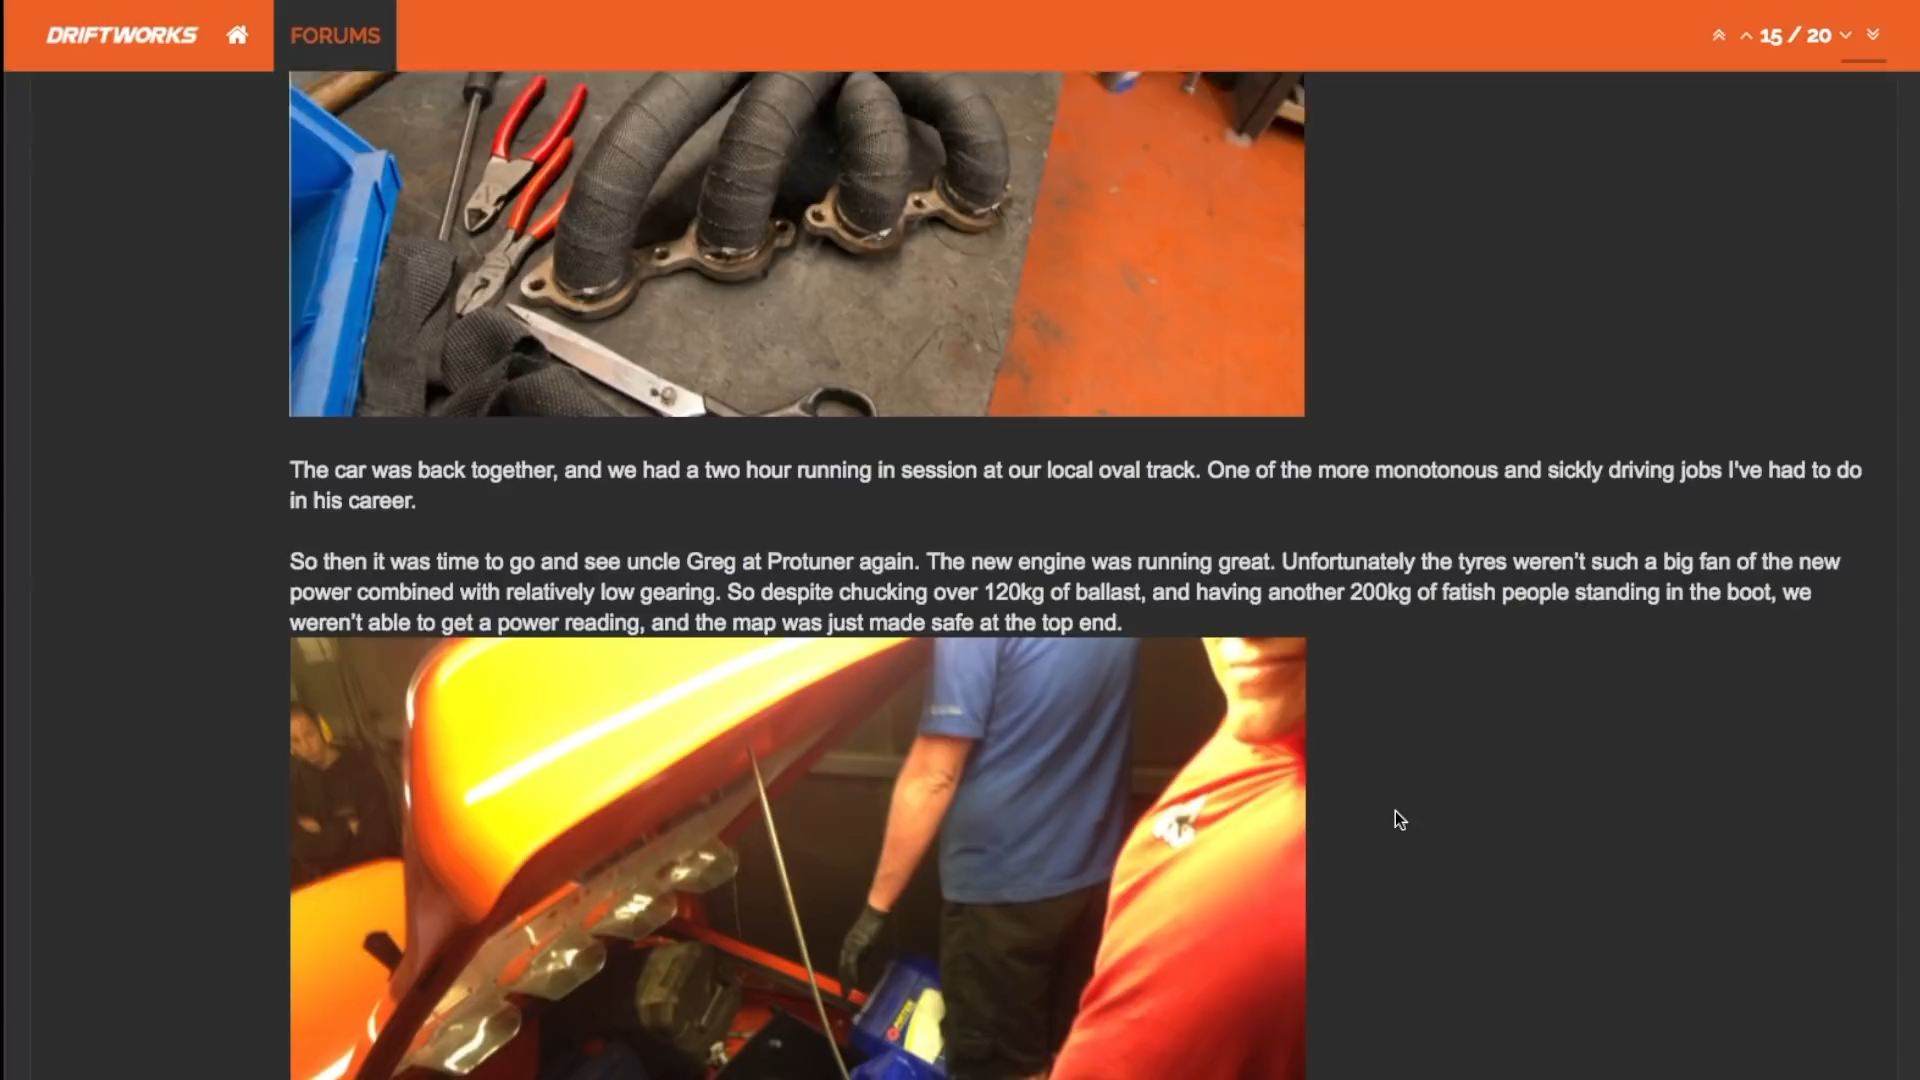 DRIFTWORKS FORUMS 15 / 20
The car was back together, and we had a two hour running in session at our local oval track. One of the more monotonous and sickly driving jobs I've had to do
in his career.
So then it was time to go and see uncle Greg at Protuner again. The new engine was running great. Unfortunately the tyres weren't such a big fan of the new
power combined with relatively low gearing. So despite chucking over 120kg of ballast, and having another 200kg of fatish people standing in the boot, we
weren't able to get a power reading, and the map was just made safe at the top end.